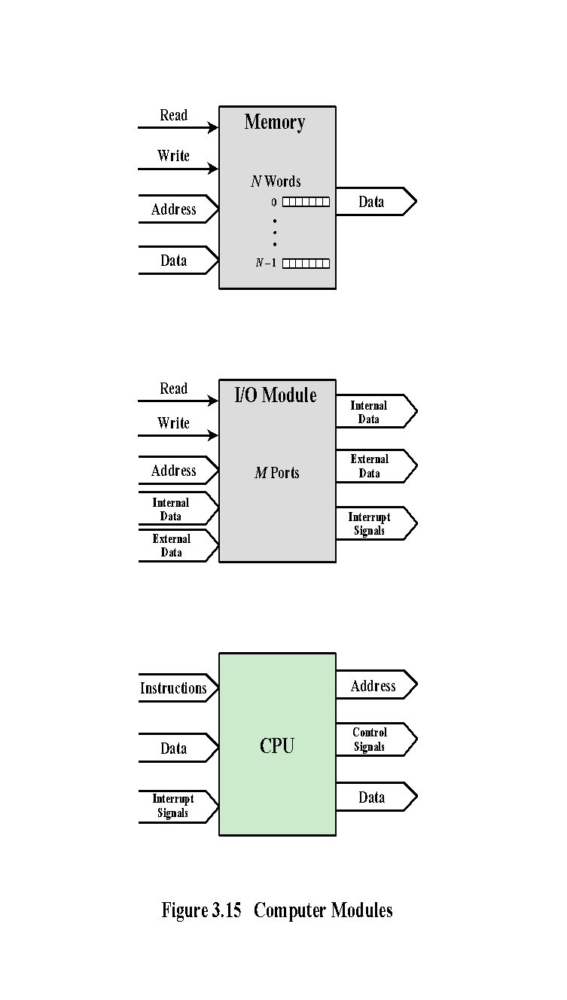 Read
Memory
Write
N Words
Address
0
Data
Data
N–1
Read
I/O Module
Internal
Data
Write
Address
M Ports
External
Data
Internal
Data
Interrupt
Signals
External
Data
Instructions
Address
Data
CPU
Control
Signals
Interrupt
Signals
Data
Figure 3.15 Computer Modules